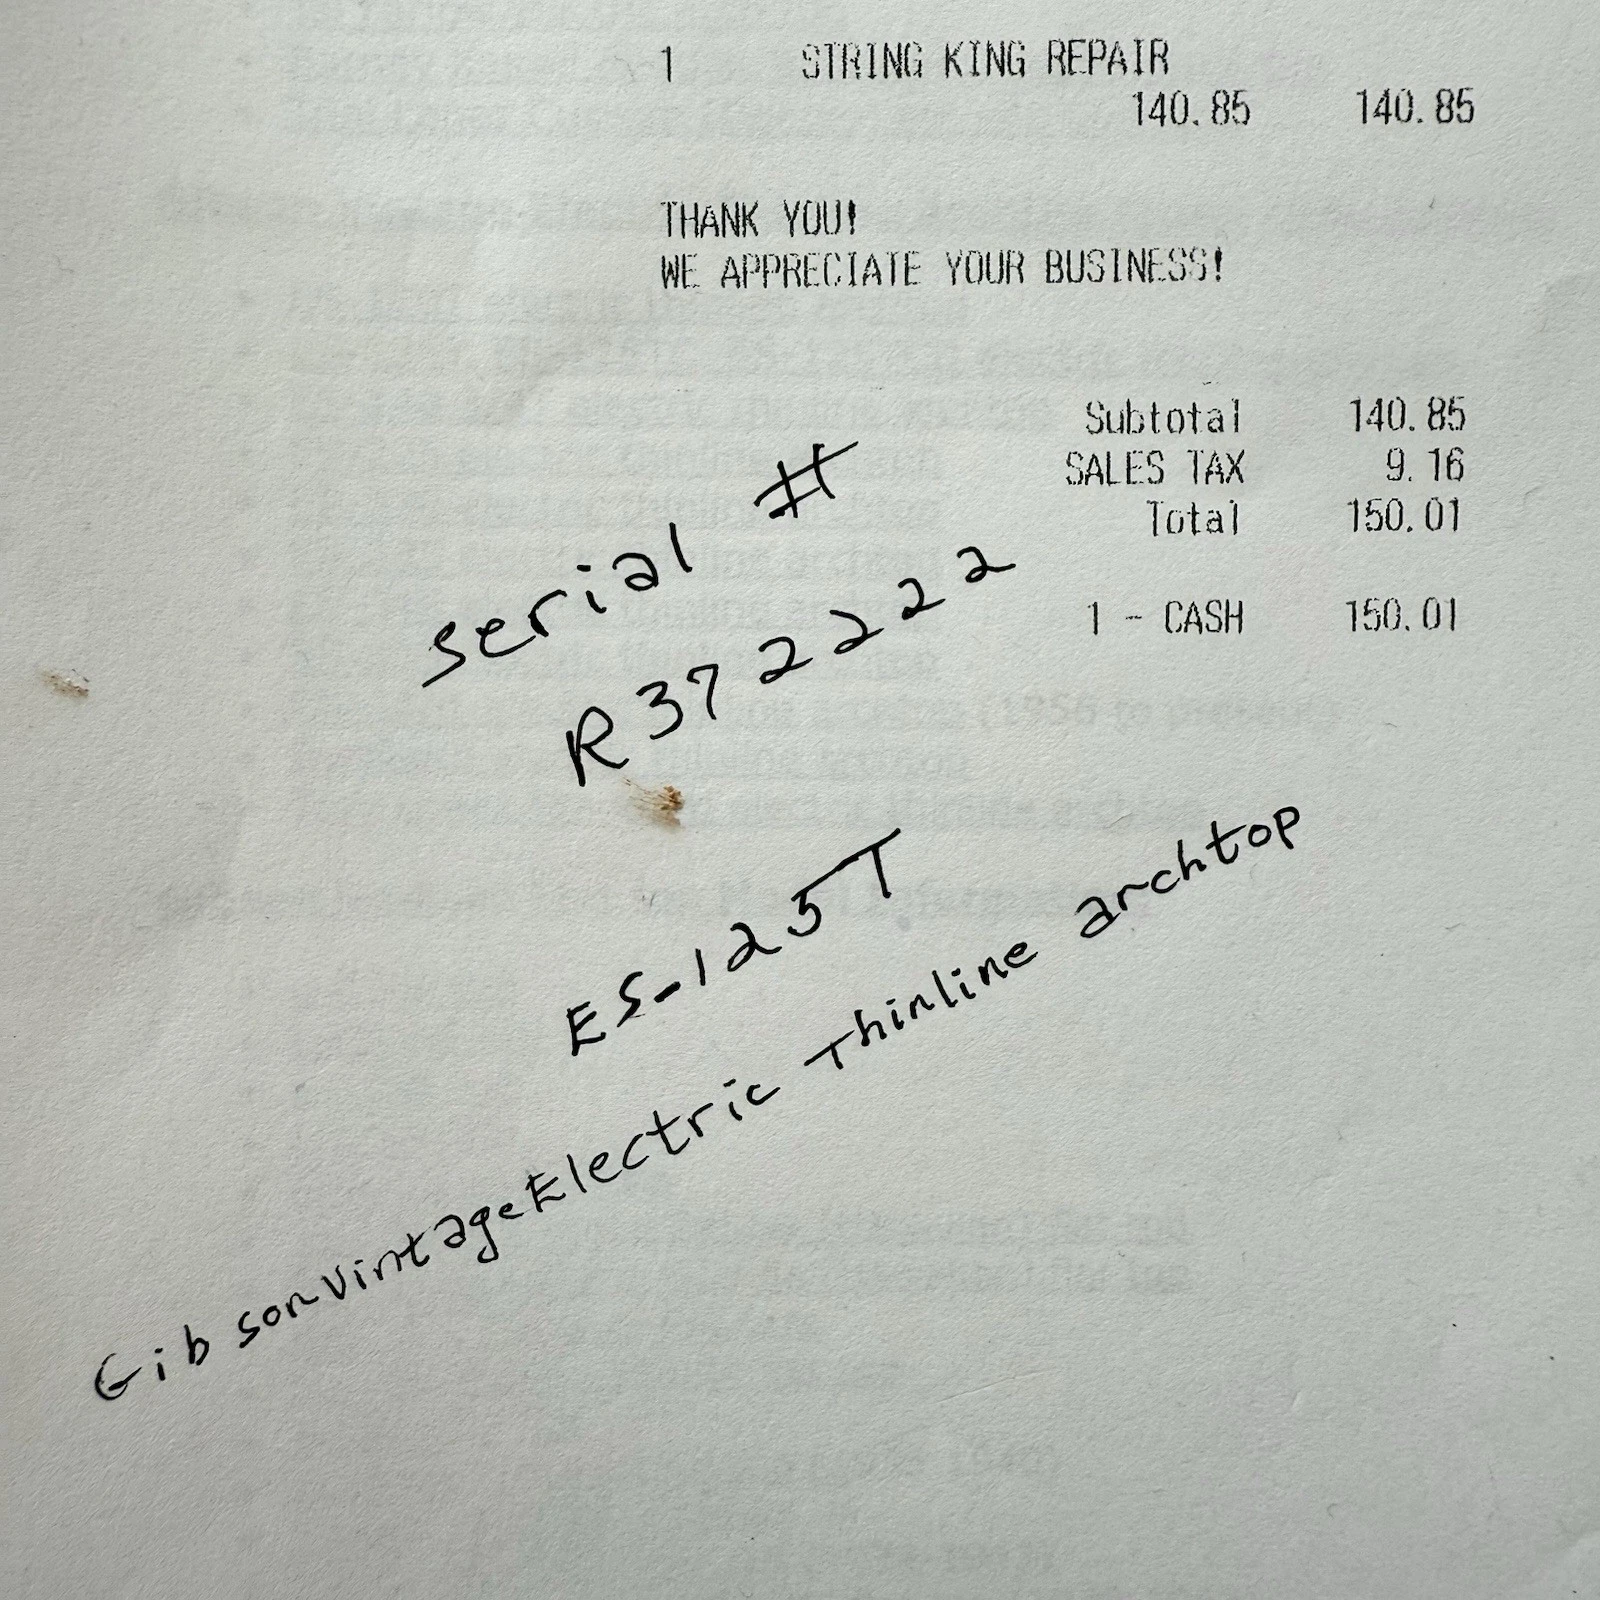 1 STRING KING REPAIR
140.85 140.85
THANK YOU!
WE APPRECIATE YOUR BUSINESS!
Subtotal 140.85
SALES TAX 9.16
Total 150.01
1 - CASH 150.01
serial #
R372222
ES-125T
Gibson Vintage Electric Thinline archtop